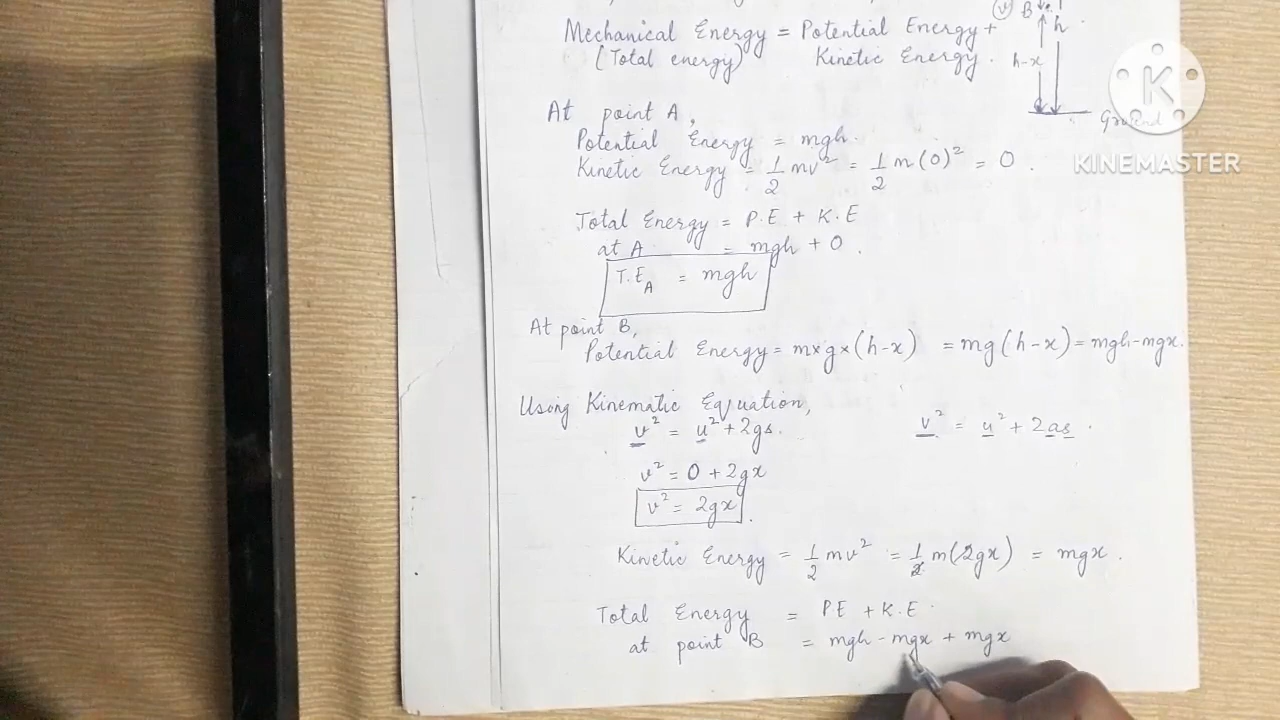 Mechanical Energy = Potential Energy +
(Total energy) Kinetic Energy.
(v) B
h
h-x
Ground
K
KINEMASTER
At point A,
Potential Energy = mgh.
Kinetic Energy = 1/2 mv² = 1/2 m(0)² = 0.
Total Energy = P.E + K.E
at A = mgh + 0.
T.E_A = mgh
At point B,
Potential Energy = m×g×(h-x) = mg(h-x) = mgh-mgx.
Using Kinematic Equation,
v² = u² + 2gs. v² = u² + 2as.
v² = 0 + 2gx
v² = 2gx.
Kinetic Energy = 1/2 mv² = 1/2 m(2gx) = mgx.
Total Energy = PE + K.E.
at point B = mgh - mgx + mgx